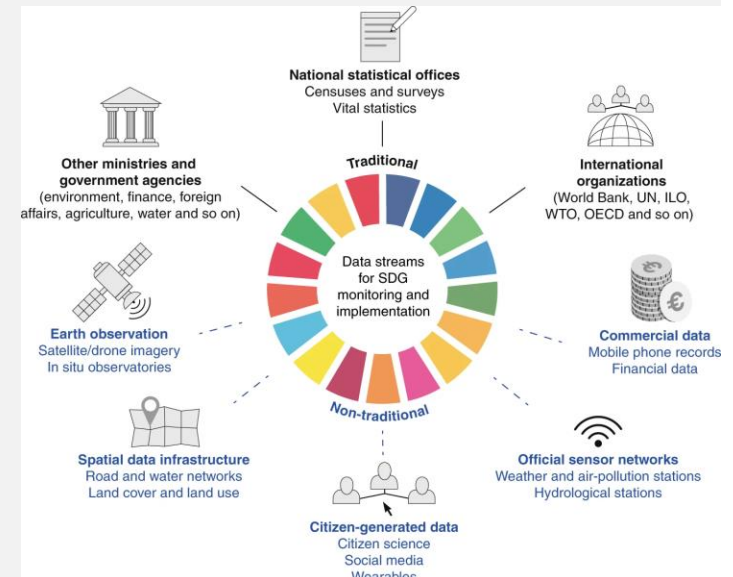 National statistical offices
Censuses and surveys
Vital statistics
Other ministries and
government agencies
(environment, finance, foreign
affairs, agriculture, water and so on)
Traditional
International
organizations
(World Bank, UN, ILO,
WTO, OECD and so on)
Data streams
for SDG
monitoring and
implementation
Earth observation
Satellite/drone imagery
In situ observatories
Commercial data
Mobile phone records
Financial data
Non-traditional
Spatial data infrastructure
Road and water networks
Land cover and land use
Official sensor networks
Weather and air-pollution stations
Hydrological stations
Citizen-generated data
Citizen science
Social media
Wearables